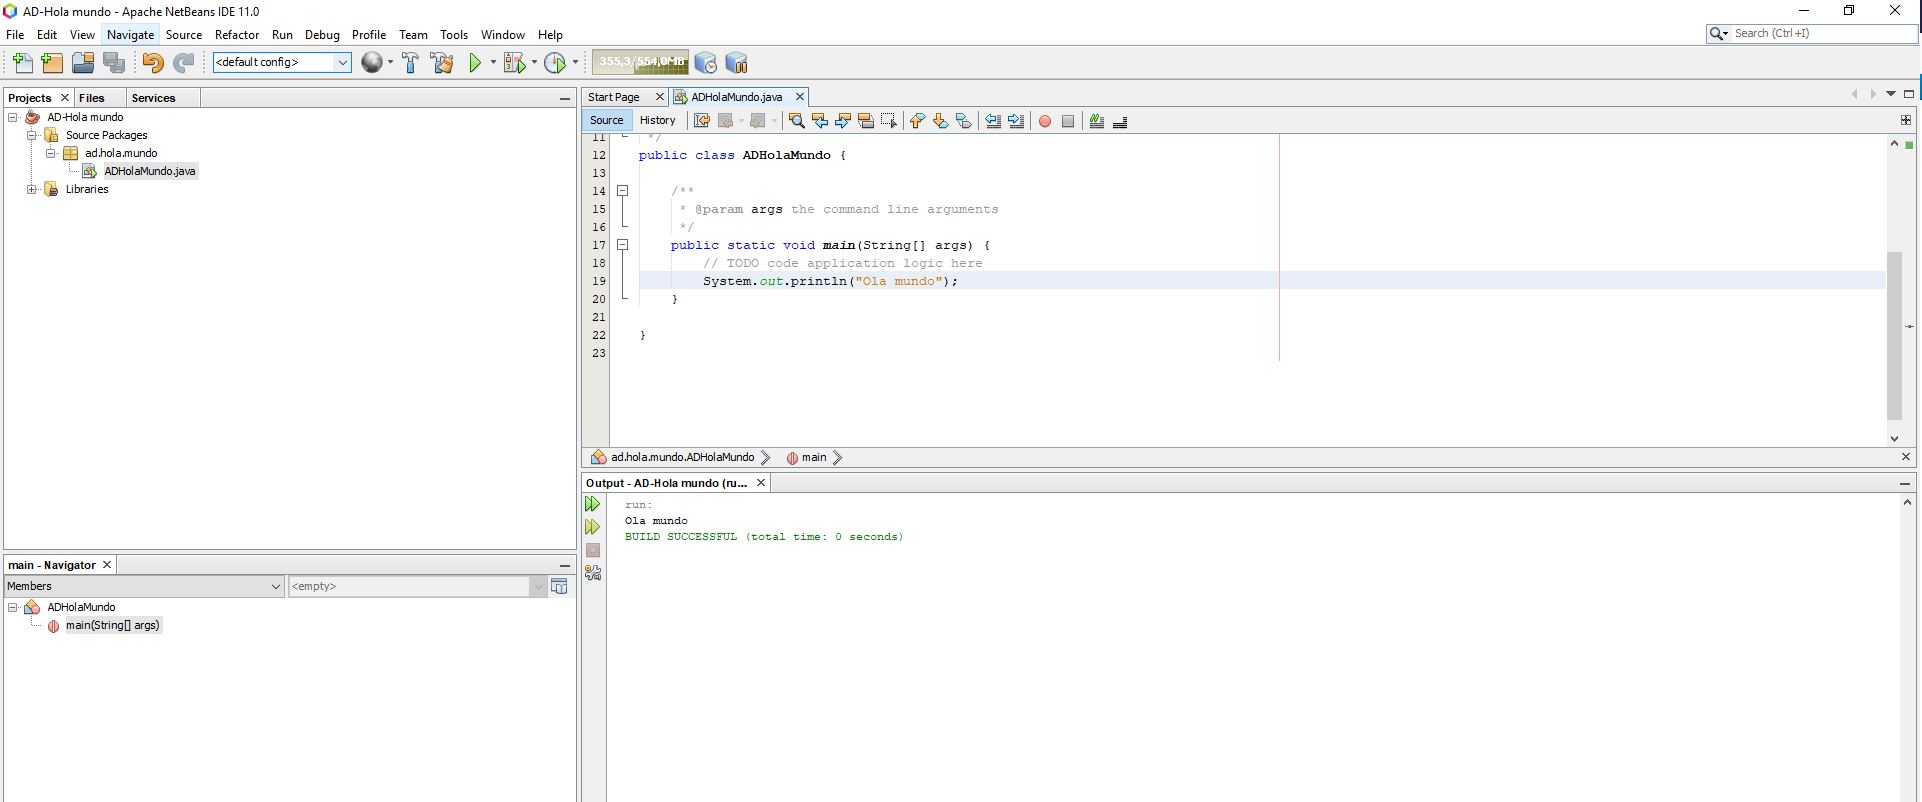 AD-Hola mundo - Apache NetBeans IDE 11.0
File Edit View Navigate Source Refactor Run Debug Profile Team Tools Window Help
Search (Ctrl+I)
<default config>
355,3/554,0MB
Projects Files Services
AD-Hola mundo
Source Packages
ad.hola.mundo
ADHolaMundo.java
Libraries
main - Navigator
Members <empty>
ADHolaMundo
main(String[] args)
Start Page ADHolaMundo.java
Source History
11 */
12 public class ADHolaMundo {
13
14 /**
15 * @param args the command line arguments
16 */
17 public static void main(String[] args) {
18 // TODO code application logic here
19 System.out.println("Ola mundo");
20 }
21
22 }
23
ad.hola.mundo.ADHolaMundo main
Output - AD-Hola mundo (ru...
run:
Ola mundo
BUILD SUCCESSFUL (total time: 0 seconds)